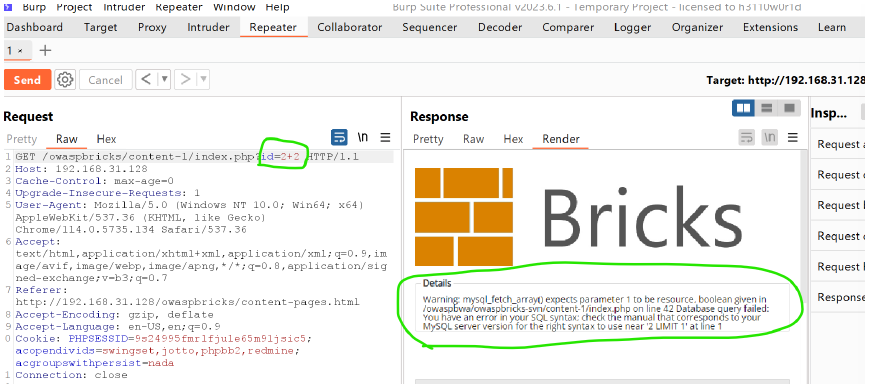 Burp Project Intruder Repeater Window Help Burp Suite Professional v2023.6.1 - Temporary Project - licensed to h3110w0r1d
Dashboard Target Proxy Intruder Repeater Collaborator Sequencer Decoder Comparer Logger Organizer Extensions Learn
1 × +
Send Cancel < > Target: http://192.168.31.128
Request
Pretty Raw Hex \n
1 GET /owaspbricks/content-1/index.php?id=2+2 HTTP/1.1
2 Host: 192.168.31.128
3 Cache-Control: max-age=0
4 Upgrade-Insecure-Requests: 1
5 User-Agent: Mozilla/5.0 (Windows NT 10.0; Win64; x64)
AppleWebKit/537.36 (KHTML, like Gecko)
Chrome/114.0.5735.134 Safari/537.36
6 Accept:
text/html,application/xhtml+xml,application/xml;q=0.9,im
age/avif,image/webp,image/apng,*/*;q=0.8,application/sig
ned-exchange;v=b3;q=0.7
7 Referer:
http://192.168.31.128/owaspbricks/content-pages.html
8 Accept-Encoding: gzip, deflate
9 Accept-Language: en-US,en;q=0.9
0 Cookie: PHPSESSID=9s24995fmr1fjule65m9ljsic5;
acopendivids=swingset,jotto,phpbb2,redmine;
acgroupswithpersist=nada
1 Connection: close
Response
Pretty Raw Hex Render \n
Bricks
Details
Warning: mysql_fetch_array() expects parameter 1 to be resource, boolean given in
/owaspbwa/owaspbricks-svn/content-1/index.php on line 42 Database query failed:
You have an error in your SQL syntax; check the manual that corresponds to your
MySQL server version for the right syntax to use near '2 LIMIT 1' at line 1
Insp...
Request a
Request
Request
Request
Request
Response